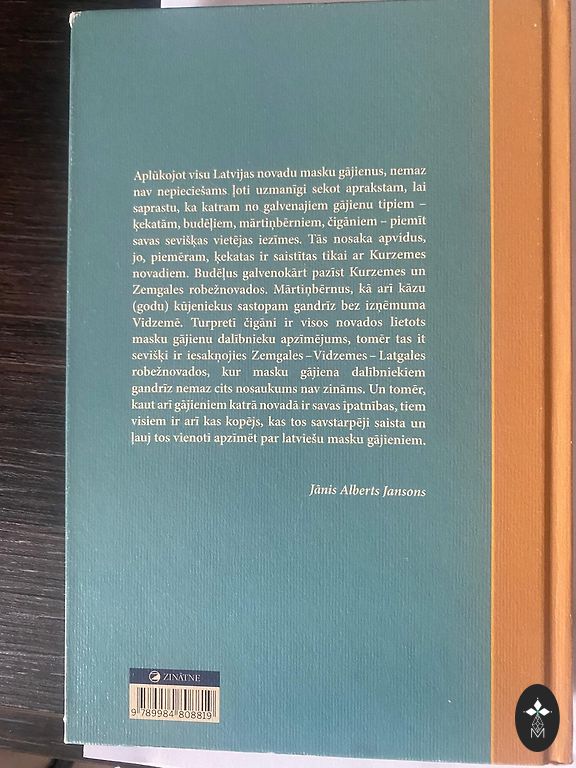 Aplūkojot visu Latvijas novadu masku gājienus, nemaz
nav nepieciešams ļoti uzmanīgi sekot aprakstam, lai
saprastu, ka katram no galvenajiem gājienu tipiem –
ķekatām, budēļiem, mārtiņbērniem, čigāniem – piemīt
savas sevišķas vietējas iezīmes. Tās nosaka apvidus,
jo, piemēram, ķekatas ir saistītas tikai ar Kurzemes
novadiem. Budēļus galvenokārt pazīst Kurzemes un
Zemgales robežnovados. Mārtiņbērnus, kā arī kāzu
(godu) kūjeniekus sastopam gandrīz bez izņēmuma
Vidzemē. Turpreti čigāni ir visos novados lietots
masku gājienu dalībnieku apzīmējums, tomēr tas it
sevišķi ir iesakņojies Zemgales – Vidzemes – Latgales
robežnovados, kur masku gājiena dalībniekiem
gandrīz nemaz cits nosaukums nav zināms. Un tomēr,
kaut arī gājieniem katrā novadā ir savas īpatnības, tiem
visiem ir arī kas kopējs, kas tos savstarpēji saista un
ļauj tos vienoti apzīmēt par latviešu masku gājieniem.
Jānis Alberts Jansons
ZINĀTNE
9 789984 808819
M